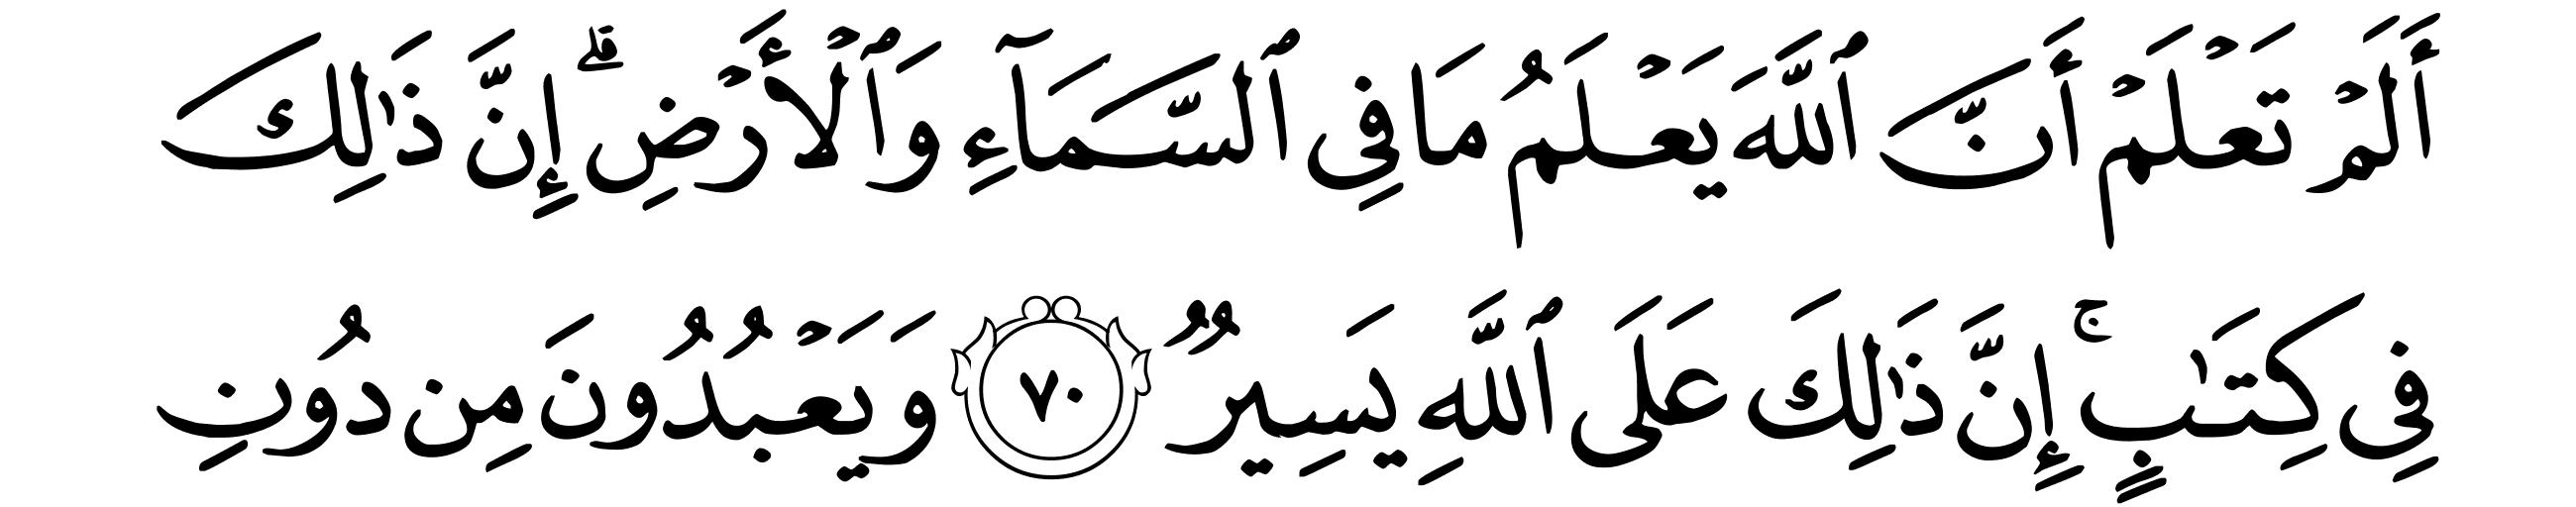 أَلَمْ تَعْلَمْ أَنَّ ٱللَّهَ يَعْلَمُ مَا فِى ٱلسَّمَآءِ وَٱلْأَرْضِ ۗ إِنَّ ذَٰلِكَ
فِى كِتَٰبٍ ۚ إِنَّ ذَٰلِكَ عَلَى ٱللَّهِ يَسِيرٌ ٧٠ وَيَعْبُدُونَ مِن دُونِ